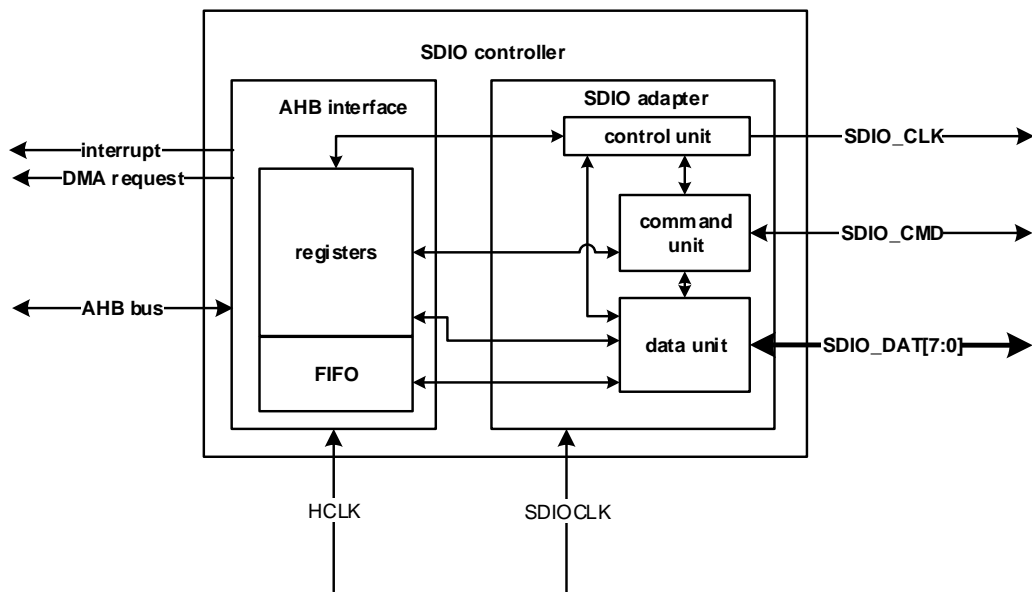 SDIO controller
AHB interface
SDIO adapter
control unit
SDIO_CLK
interrupt
DMA request
command
unit
SDIO_CMD
registers
AHB bus
data unit
SDIO_DAT[7:0]
FIFO
HCLK
SDIOCLK